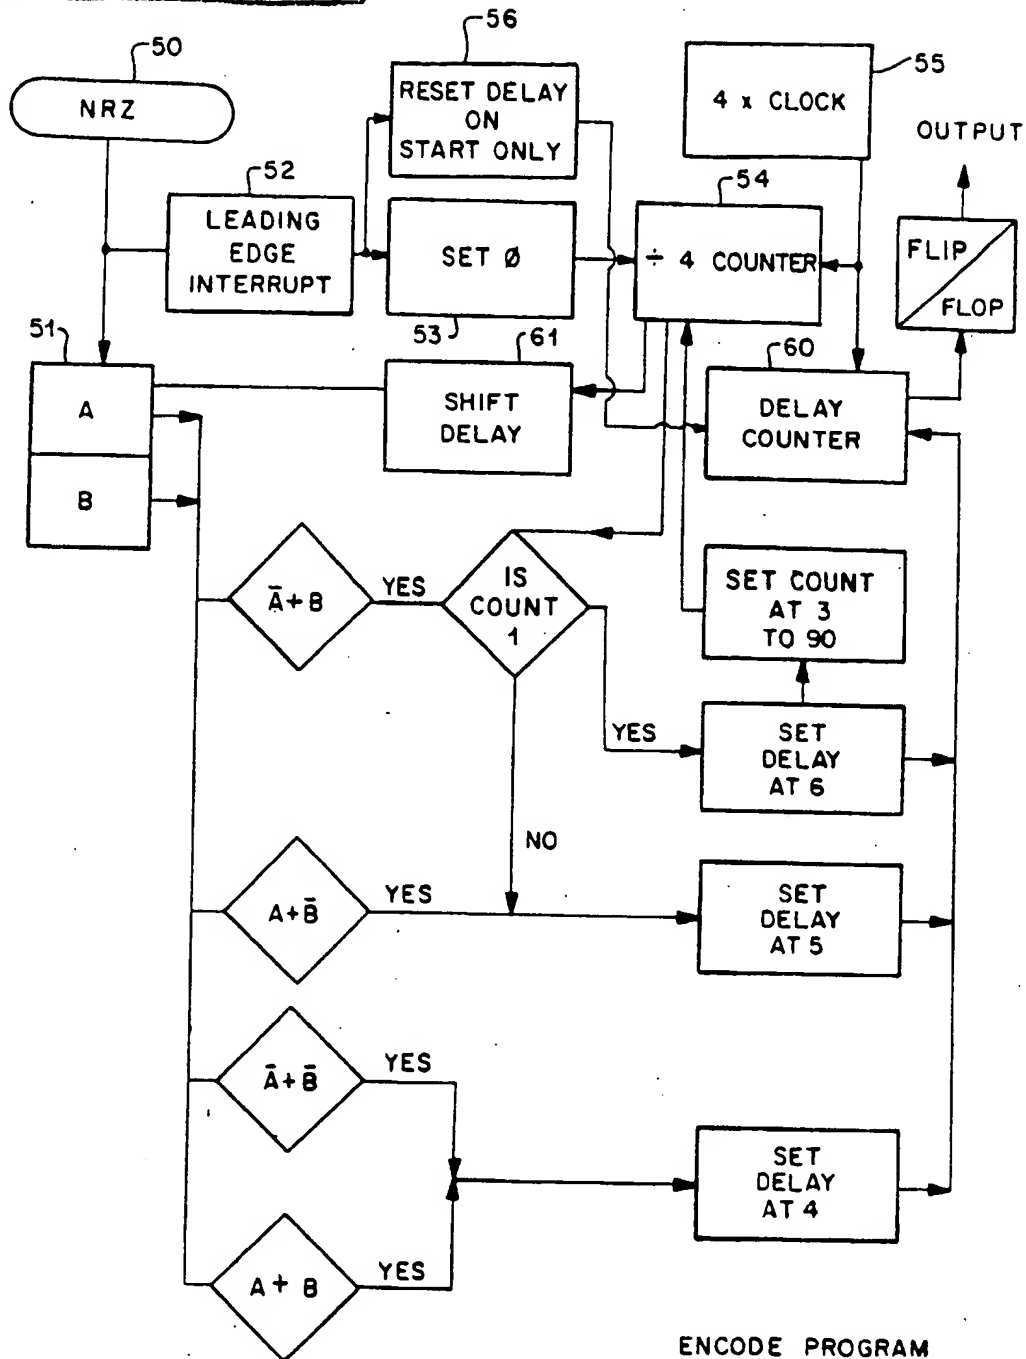 50
NRZ
56
RESET DELAY
ON
START ONLY
55
4 x CLOCK
OUTPUT
52
LEADING
EDGE
INTERRUPT
SET Ø
53
54
÷ 4 COUNTER
FLIP
FLOP
51
A
B
61
SHIFT
DELAY
60
DELAY
COUNTER
Ā+B
YES
IS
COUNT
1
SET COUNT
AT 3
TO 90
YES
SET
DELAY
AT 6
NO
A+B̄
YES
SET
DELAY
AT 5
Ā+B̄
YES
SET
DELAY
AT 4
A + B
YES
ENCODE PROGRAM